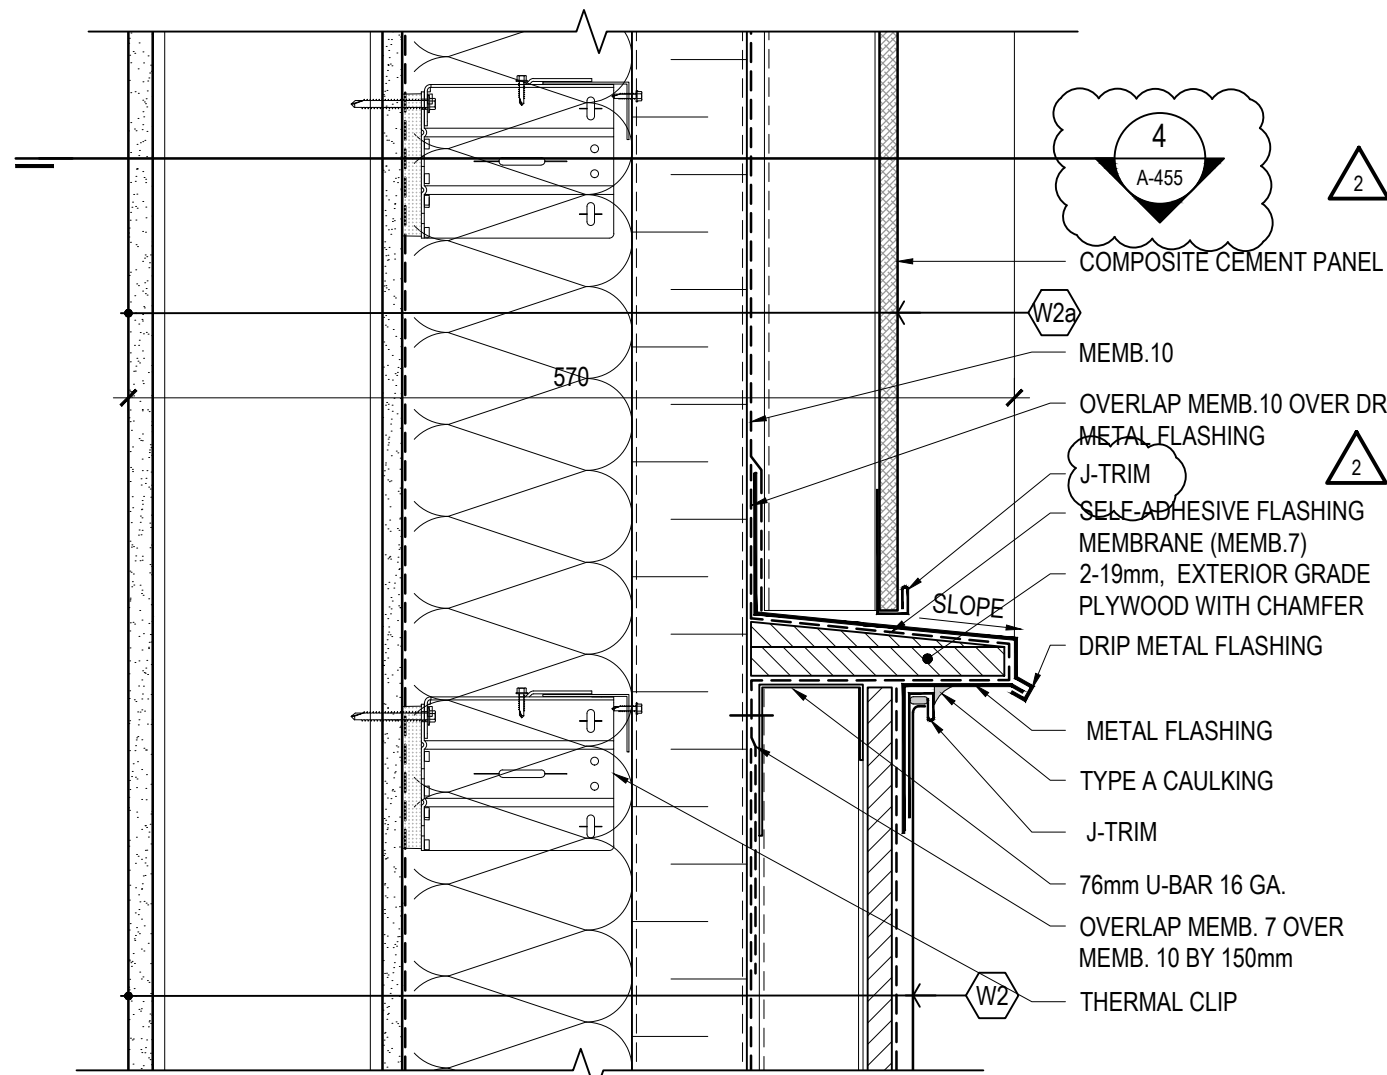 4
A-455
2
COMPOSITE CEMENT PANEL
W2a
MEMB.10
570
OVERLAP MEMB.10 OVER DR
METAL FLASHING
J-TRIM
2
SELF-ADHESIVE FLASHING
MEMBRANE (MEMB.7)
2-19mm, EXTERIOR GRADE
PLYWOOD WITH CHAMFER
SLOPE
DRIP METAL FLASHING
METAL FLASHING
TYPE A CAULKING
J-TRIM
76mm U-BAR 16 GA.
OVERLAP MEMB. 7 OVER
MEMB. 10 BY 150mm
W2
THERMAL CLIP